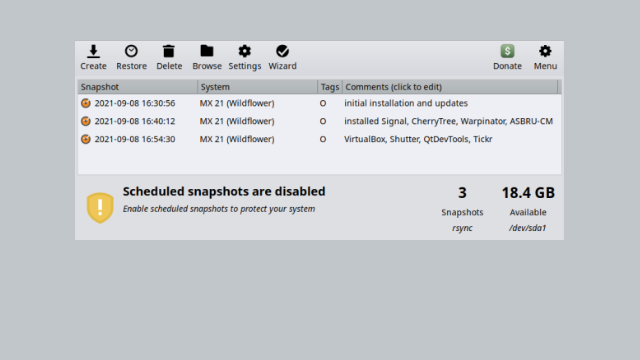 Create Restore Delete Browse Settings Wizard Donate Menu
Snapshot System Tags Comments (click to edit)
2021-09-08 16:30:56 MX 21 (Wildflower) O initial installation and updates
2021-09-08 16:40:12 MX 21 (Wildflower) O installed Signal, CherryTree, Warpinator, ASBRU-CM
2021-09-08 16:54:30 MX 21 (Wildflower) O VirtualBox, Shutter, QtDevTools, Tickr
Scheduled snapshots are disabled
Enable scheduled snapshots to protect your system
3 18.4 GB
Snapshots Available
rsync /dev/sda1